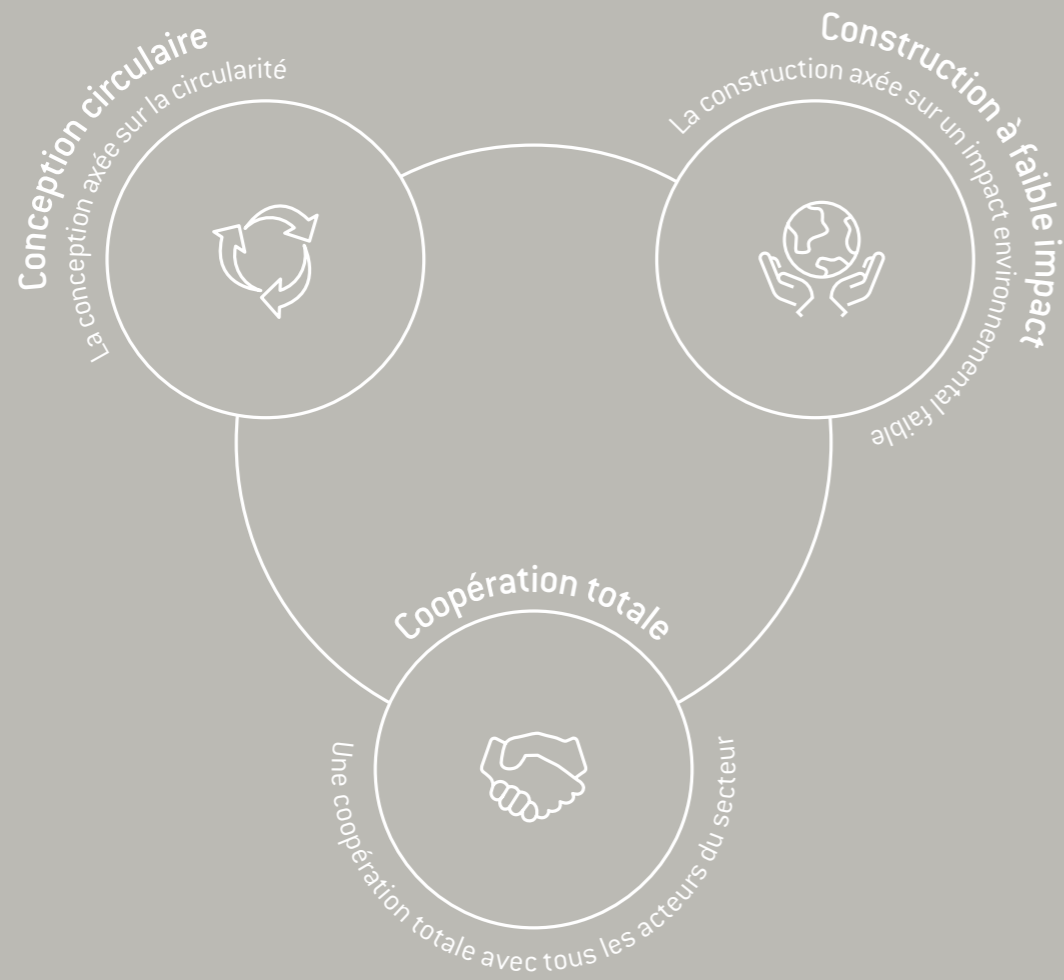 Conception circulaire
La conception axée sur la circularité
Construction à faible impact
La construction axée sur un impact environnemental faible
Coopération totale
Une coopération totale avec tous les acteurs du secteur